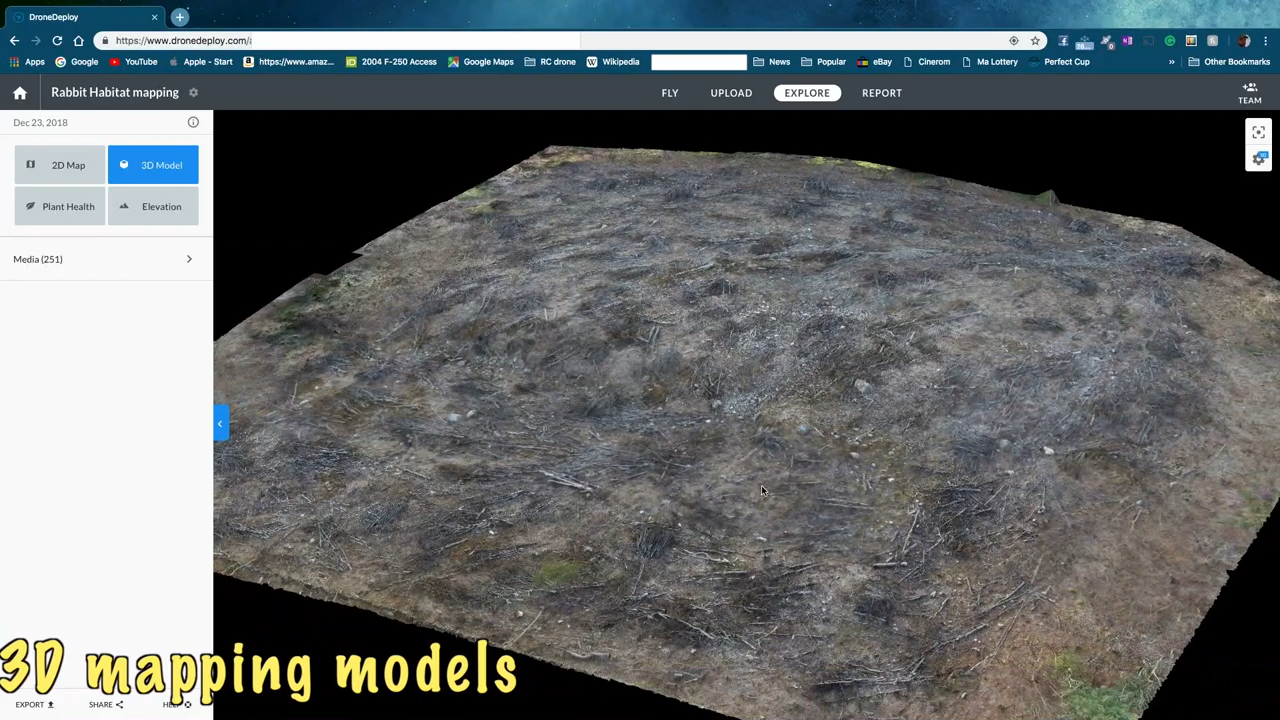 DroneDeploy
https://www.dronedeploy.com/
Apps Google YouTube Apple - Start https://www.amaz... 2004 F-250 Access Google Maps RC drone Wikipedia News Popular eBay Cinerom Ma Lottery Perfect Cup » Other Bookmarks
Rabbit Habitat mapping FLY UPLOAD EXPLORE REPORT TEAM
Dec 23, 2018
2D Map 3D Model
Plant Health Elevation
Media (251)
3D mapping models
EXPORT SHARE